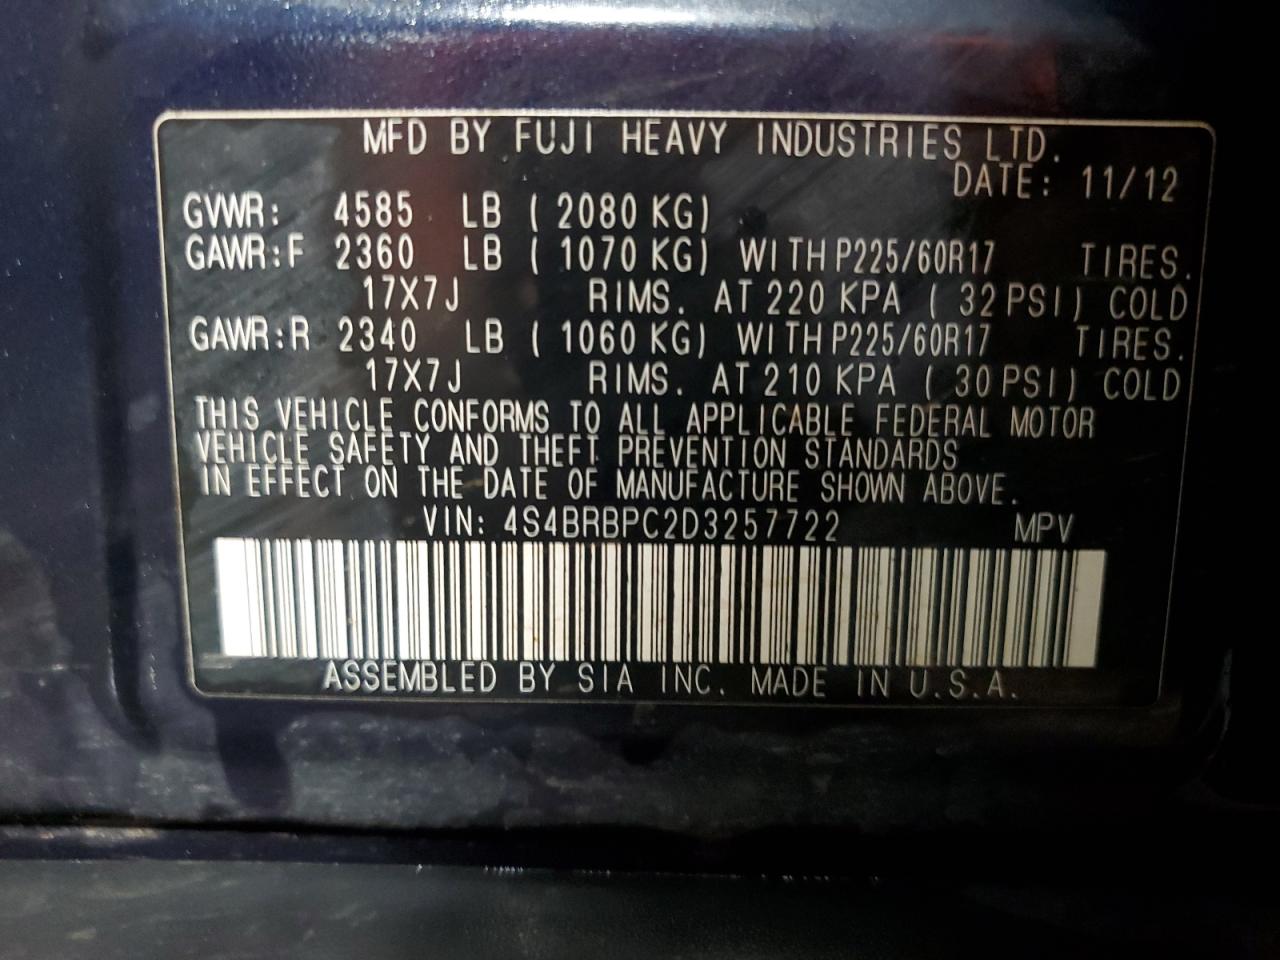 MFD BY FUJI HEAVY INDUSTRIES LTD.
DATE: 11/12
GVWR: 4585 LB ( 2080 KG)
GAWR:F 2360 LB ( 1070 KG) WITH P225/60R17 TIRES.
17X7J RIMS. AT 220 KPA ( 32 PSI) COLD
GAWR:R 2340 LB ( 1060 KG) WITH P225/60R17 TIRES.
17X7J RIMS. AT 210 KPA ( 30 PSI) COLD
THIS VEHICLE CONFORMS TO ALL APPLICABLE FEDERAL MOTOR
VEHICLE SAFETY AND THEFT PREVENTION STANDARDS
IN EFFECT ON THE DATE OF MANUFACTURE SHOWN ABOVE.
VIN: 4S4BRBPC2D3257722 MPV
ASSEMBLED BY SIA INC. MADE IN U.S.A.